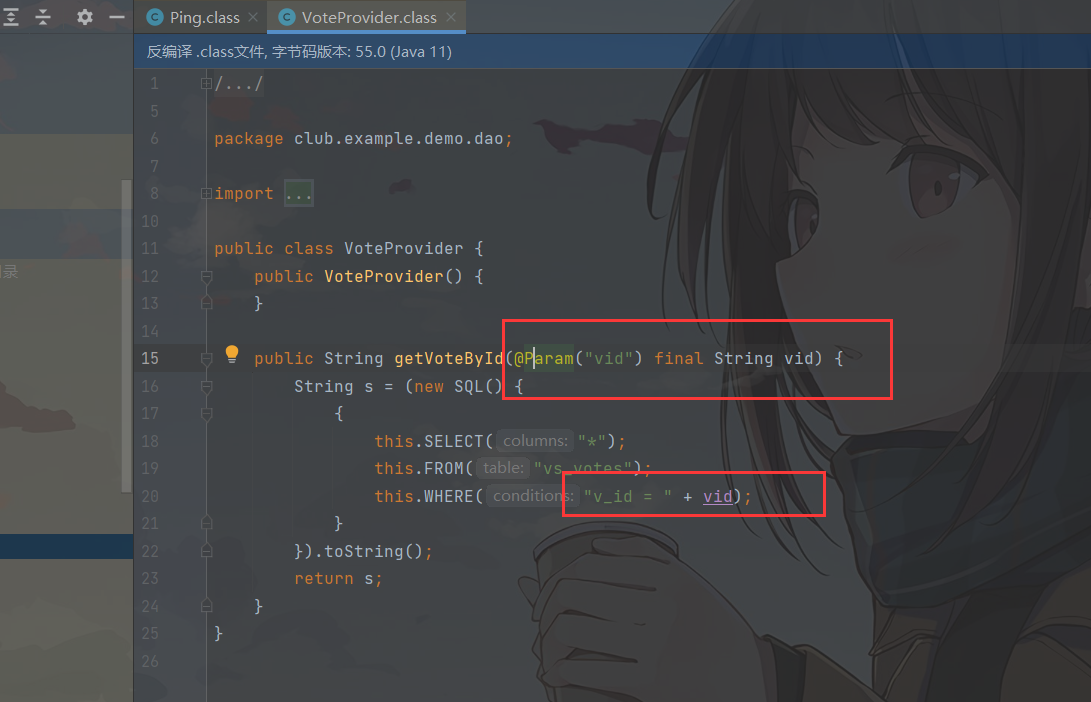 Ping.class
VoteProvider.class
反编译 .class文件, 字节码版本: 55.0 (Java 11)
1 /.../
5
6 package club.example.demo.dao;
7
8 import ...
10
11 public class VoteProvider {
12 public VoteProvider() {
13 }
14
15 public String getVoteById(@Param("vid") final String vid) {
16 String s = (new SQL() {
17 {
18 this.SELECT( columns: "*");
19 this.FROM( table: "vs_votes");
20 this.WHERE( conditions: "v_id = " + vid);
21 }
22 }).toString();
23 return s;
24 }
25 }
26